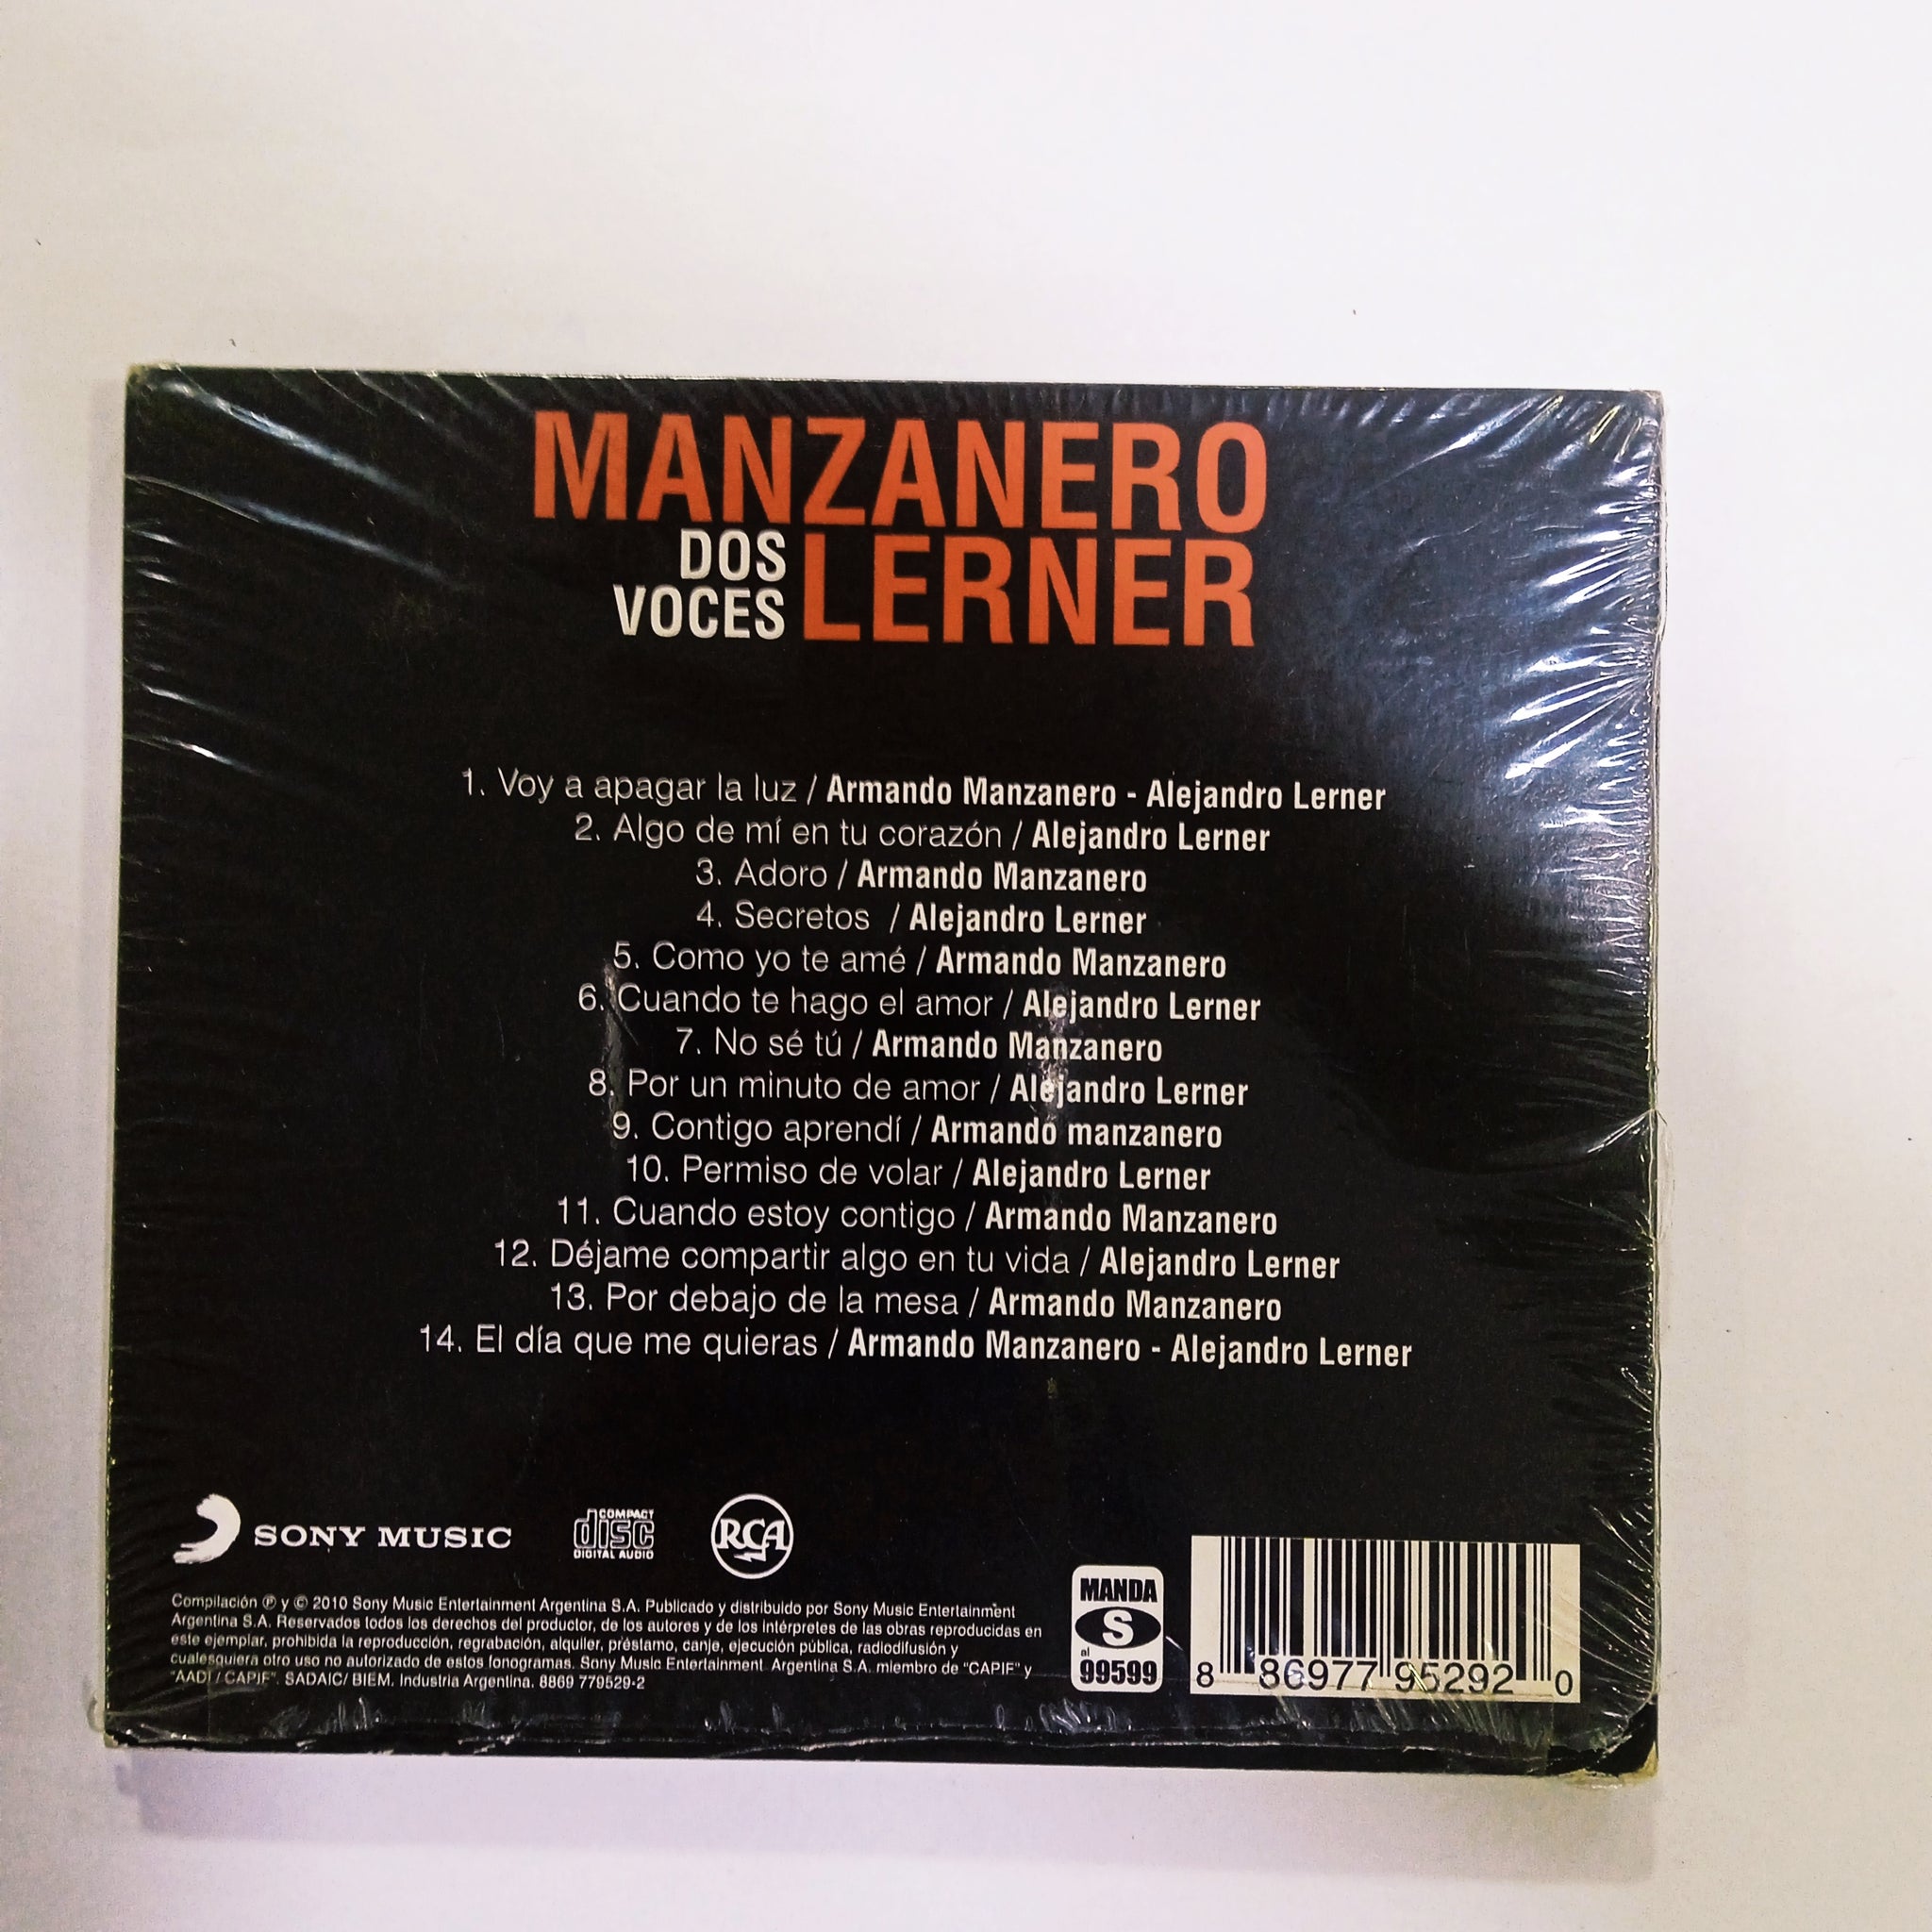 MANZANERO
DOS VOCES LERNER
1. Voy a apagar la luz / Armando Manzanero - Alejandro Lerner
2. Algo de mí en tu corazón / Alejandro Lerner
3. Adoro / Armando Manzanero
4. Secretos / Alejandro Lerner
5. Como yo te amé / Armando Manzanero
6. Cuando te hago el amor / Alejandro Lerner
7. No sé tú / Armando Manzanero
8. Por un minuto de amor / Alejandro Lerner
9. Contigo aprendí / Armando manzanero
10. Permiso de volar / Alejandro Lerner
11. Cuando estoy contigo / Armando Manzanero
12. Déjame compartir algo en tu vida / Alejandro Lerner
13. Por debajo de la mesa / Armando Manzanero
14. El día que me quieras / Armando Manzanero - Alejandro Lerner
SONY MUSIC
COMPACT
disc
DIGITAL AUDIO
RCA
Compilación ℗ y © 2010 Sony Music Entertainment Argentina S.A. Publicado y distribuido por Sony Music Entertainment
Argentina S.A. Reservados todos los derechos del productor, de los autores y de los intérpretes de las obras reproducidas en
este ejemplar, prohibida la reproducción, regrabación, alquiler, préstamo, canje, ejecución pública, radiodifusión y
cualesquiera otro uso no autorizado de estos fonogramas. Sony Music Entertainment Argentina S.A. miembro de "CAPIF" y
"AADI / CAPIF". SADAIC/ BIEM. Industria Argentina. 8869 779529-2
MANDA
S
al
99599
8 86977 95292 0